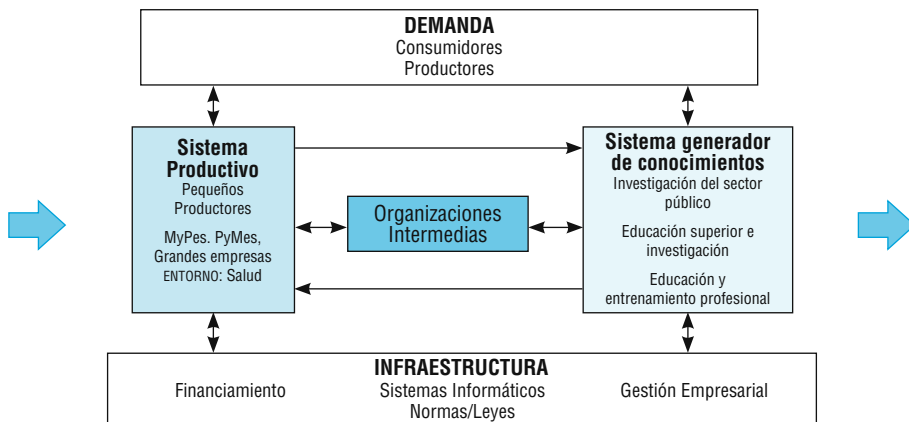 DEMANDA
Consumidores
Productores
Sistema
Productivo
Pequeños
Productores
MyPes. PyMes,
Grandes empresas
ENTORNO: Salud
Organizaciones
Intermedias
Sistema generador
de conocimientos
Investigación del sector
público
Educación superior e
investigación
Educación y
entrenamiento profesional
INFRAESTRUCTURA
Financiamiento
Sistemas Informáticos
Normas/Leyes
Gestión Empresarial